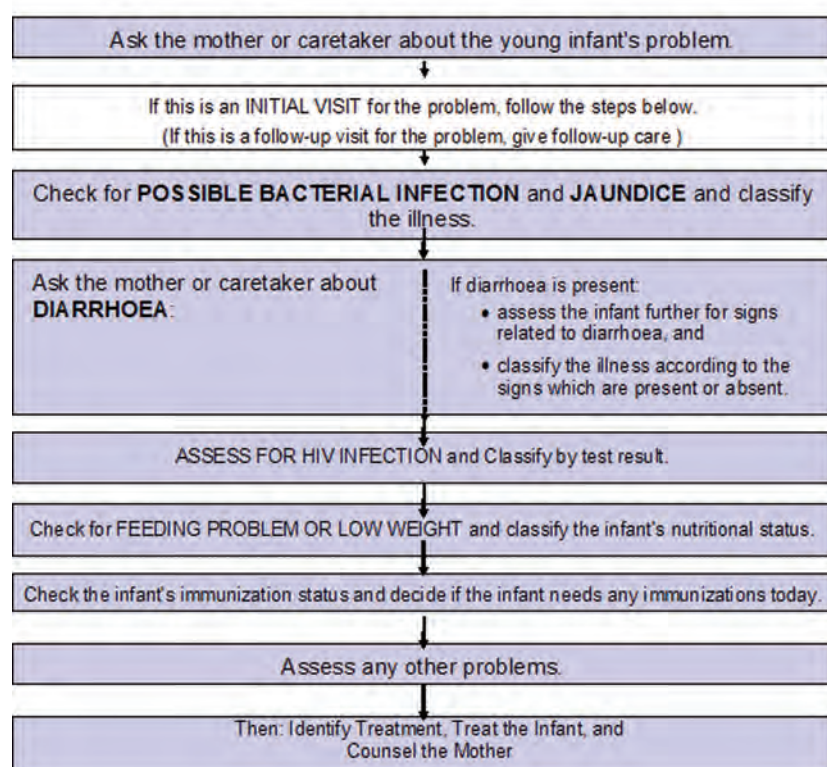 Ask the mother or caretaker about the young infant's problem.
If this is an INITIAL VISIT for the problem, follow the steps below.
(If this is a follow-up visit for the problem, give follow-up care )
Check for POSSIBLE BACTERIAL INFECTION and JAUNDICE and classify
the illness.
Ask the mother or caretaker about
DIARRHOEA:
If diarrhoea is present:
• assess the infant further for signs
related to diarrhoea, and
• classify the illness according to the
signs which are present or absent.
ASSESS FOR HIV INFECTION and Classify by test result.
Check for FEEDING PROBLEM OR LOW WEIGHT and classify the infant's nutritional status.
Check the infant's immunization status and decide if the infant needs any immunizations today.
Assess any other problems.
Then: Identify Treatment, Treat the Infant, and
Counsel the Mother